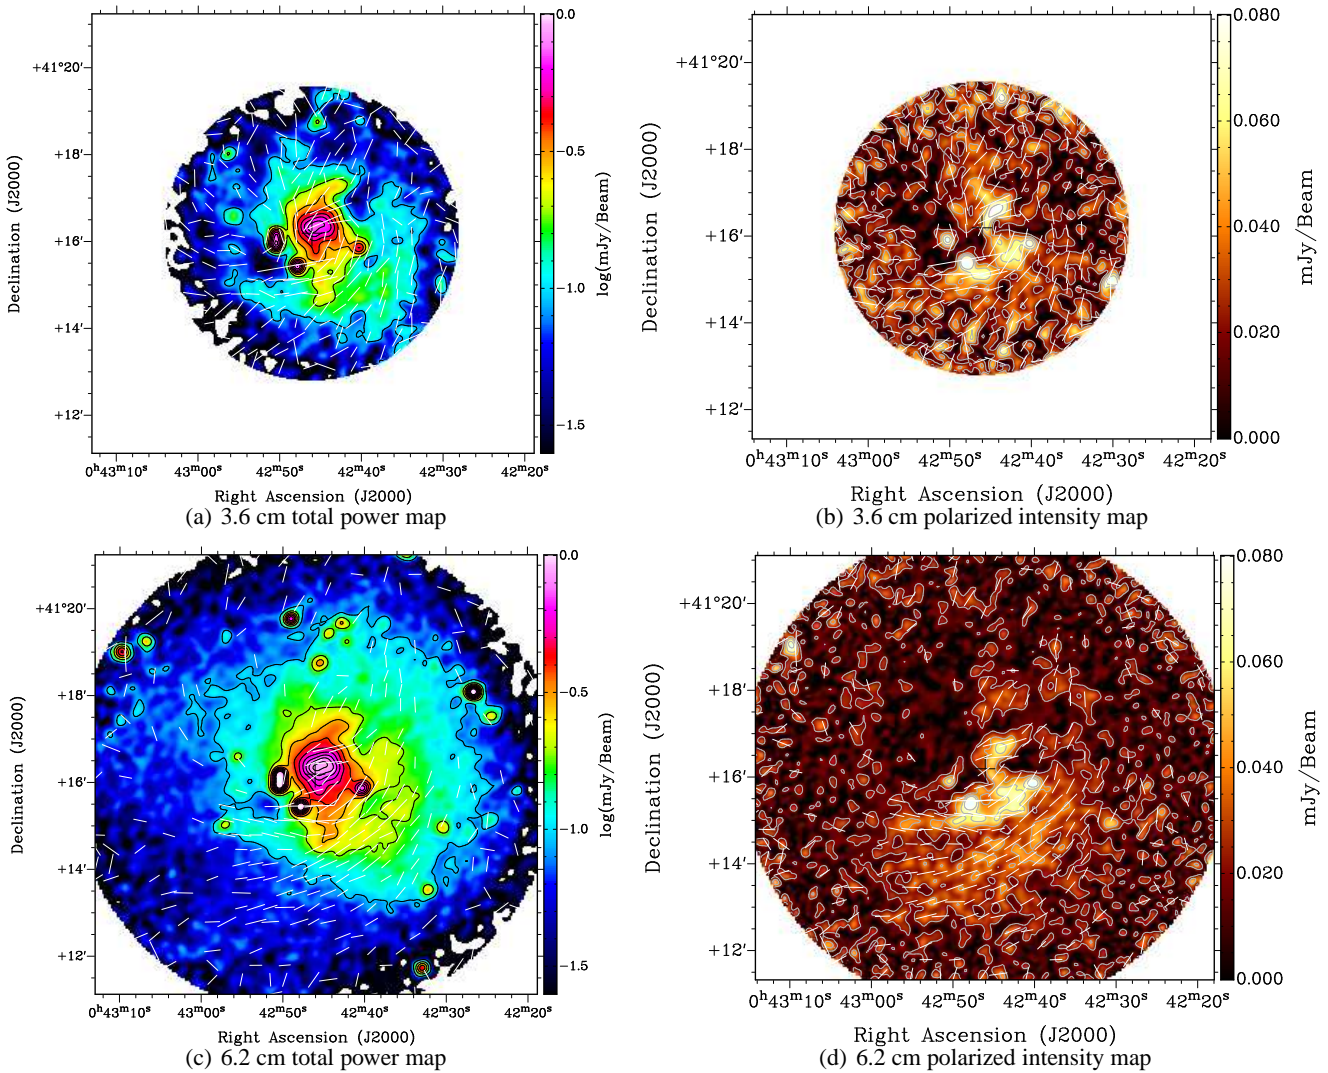 +41°20′
+18′
+16′
+14′
+12′
Declination (J2000)
0ʰ43ᵐ10ˢ 43ᵐ00ˢ 42ᵐ50ˢ 42ᵐ40ˢ 42ᵐ30ˢ 42ᵐ20ˢ
Right Ascension (J2000)
0.0
−0.5
−1.0
−1.5
log(mJy/Beam)
(a) 3.6 cm total power map
+41°20′
+18′
+16′
+14′
+12′
Declination (J2000)
0ʰ43ᵐ10ˢ 43ᵐ00ˢ 42ᵐ50ˢ 42ᵐ40ˢ 42ᵐ30ˢ 42ᵐ20ˢ
Right Ascension (J2000)
0.080
0.060
0.040
0.020
0.000
mJy/Beam
(b) 3.6 cm polarized intensity map
+41°20′
+18′
+16′
+14′
+12′
Declination (J2000)
0ʰ43ᵐ10ˢ 43ᵐ00ˢ 42ᵐ50ˢ 42ᵐ40ˢ 42ᵐ30ˢ 42ᵐ20ˢ
Right Ascension (J2000)
0.0
−0.5
−1.0
−1.5
log(mJy/Beam)
(c) 6.2 cm total power map
+41°20′
+18′
+16′
+14′
+12′
Declination (J2000)
0ʰ43ᵐ10ˢ 43ᵐ00ˢ 42ᵐ50ˢ 42ᵐ40ˢ 42ᵐ30ˢ 42ᵐ20ˢ
Right Ascension (J2000)
0.080
0.060
0.040
0.020
0.000
mJy/Beam
(d) 6.2 cm polarized intensity map